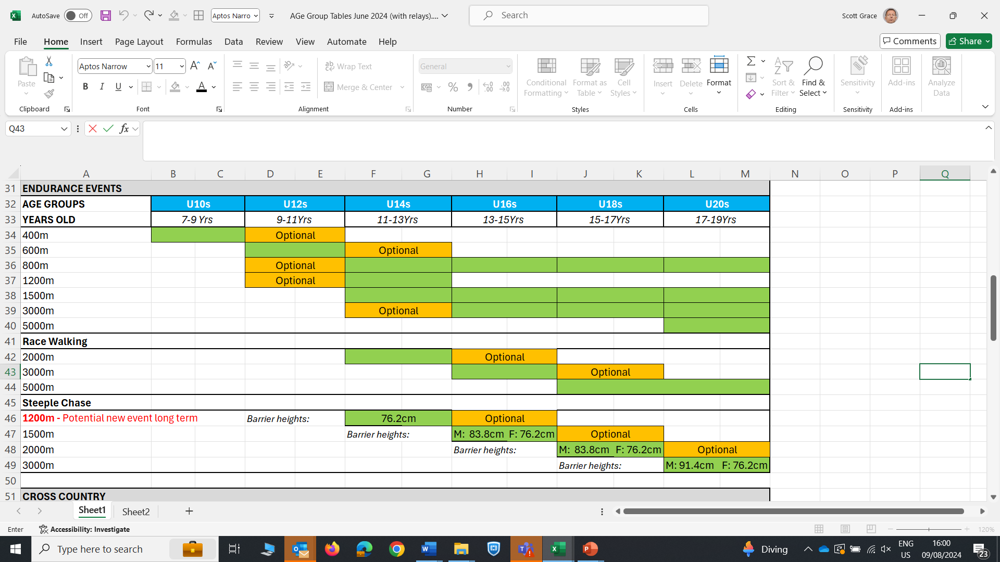 AutoSave Off Aptos Narro AGe Group Tables June 2024 (with relays).... Search Scott Grace
File Home Insert Page Layout Formulas Data Review View Automate Help Comments Share
Paste Aptos Narrow 11 A A Wrap Text General Conditional Formatting Format as Table Cell Styles Insert Delete Format Sort & Filter Find & Select Sensitivity Add-ins Analyze Data
B I U A Merge & Center % .00
Clipboard Font Alignment Number Styles Cells Editing Sensitivity Add-ins
Q43 fx
A B C D E F G H I J K L M N O P Q
31 ENDURANCE EVENTS
32 AGE GROUPS U10s U12s U14s U16s U18s U20s
33 YEARS OLD 7-9 Yrs 9-11Yrs 11-13Yrs 13-15Yrs 15-17Yrs 17-19Yrs
34 400m Optional
35 600m Optional
36 800m Optional
37 1200m Optional
38 1500m
39 3000m Optional
40 5000m
41 Race Walking
42 2000m Optional
43 3000m Optional
44 5000m
45 Steeple Chase
46 1200m - Potential new event long term Barrier heights: 76.2cm Optional
47 1500m Barrier heights: M: 83.8cm F: 76.2cm Optional
48 2000m Barrier heights: M: 83.8cm F: 76.2cm Optional
49 3000m Barrier heights: M: 91.4cm F: 76.2cm
50
51 CROSS COUNTRY
Sheet1 Sheet2
Enter Accessibility: Investigate 120%
Type here to search Diving ENG US 16:00 09/08/2024 23